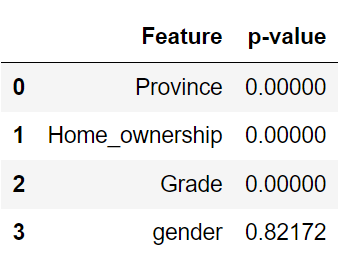 Feature p-value
0 Province 0.00000
1 Home_ownership 0.00000
2 Grade 0.00000
3 gender 0.82172